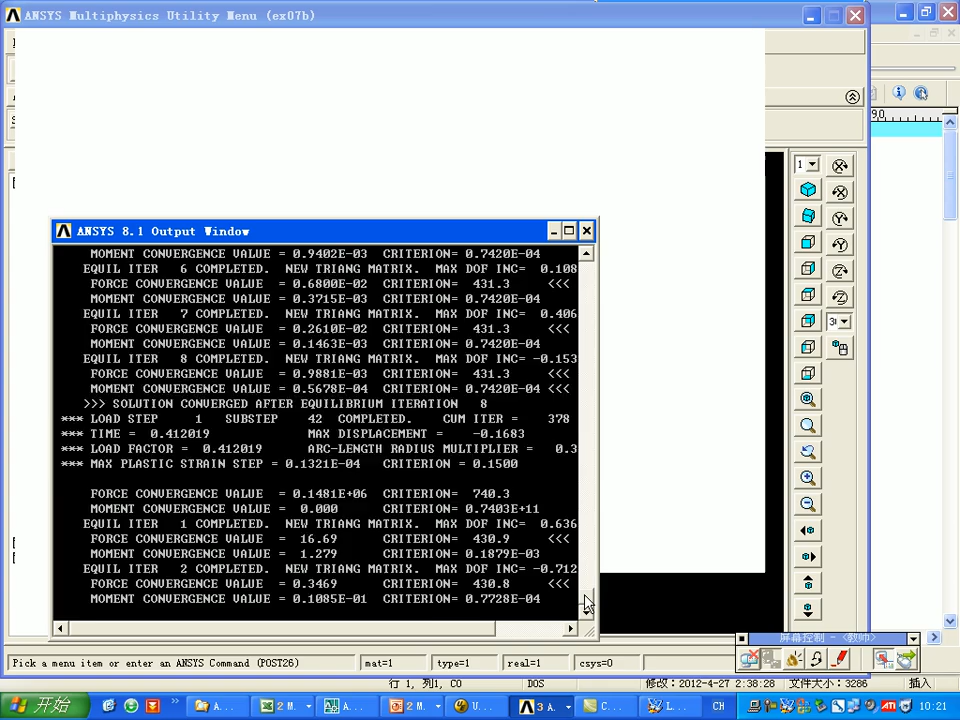 ANSYS Multiphysics Utility Menu (ex07b)
90
1
ANSYS 8.1 Output Window
MOMENT CONVERGENCE VALUE = 0.9402E-03 CRITERION= 0.7420E-04
EQUIL ITER 6 COMPLETED. NEW TRIANG MATRIX. MAX DOF INC= 0.108
FORCE CONVERGENCE VALUE = 0.6800E-02 CRITERION= 431.3 <<<
MOMENT CONVERGENCE VALUE = 0.3715E-03 CRITERION= 0.7420E-04
EQUIL ITER 7 COMPLETED. NEW TRIANG MATRIX. MAX DOF INC= 0.406
FORCE CONVERGENCE VALUE = 0.2610E-02 CRITERION= 431.3 <<<
MOMENT CONVERGENCE VALUE = 0.1463E-03 CRITERION= 0.7420E-04
EQUIL ITER 8 COMPLETED. NEW TRIANG MATRIX. MAX DOF INC= -0.153
FORCE CONVERGENCE VALUE = 0.9881E-03 CRITERION= 431.3 <<<
MOMENT CONVERGENCE VALUE = 0.5678E-04 CRITERION= 0.7420E-04 <<<
>>> SOLUTION CONVERGED AFTER EQUILIBRIUM ITERATION 8
*** LOAD STEP 1 SUBSTEP 42 COMPLETED. CUM ITER = 378
*** TIME = 0.412019 MAX DISPLACEMENT = -0.1683
*** LOAD FACTOR = 0.412019 ARC-LENGTH RADIUS MULTIPLIER = 0.3
*** MAX PLASTIC STRAIN STEP = 0.1321E-04 CRITERION = 0.1500
FORCE CONVERGENCE VALUE = 0.1481E+06 CRITERION= 740.3
MOMENT CONVERGENCE VALUE = 0.000 CRITERION= 0.7403E+11
EQUIL ITER 1 COMPLETED. NEW TRIANG MATRIX. MAX DOF INC= 0.636
FORCE CONVERGENCE VALUE = 16.69 CRITERION= 430.9 <<<
MOMENT CONVERGENCE VALUE = 1.279 CRITERION= 0.1879E-03
EQUIL ITER 2 COMPLETED. NEW TRIANG MATRIX. MAX DOF INC= -0.712
FORCE CONVERGENCE VALUE = 0.3469 CRITERION= 430.8 <<<
MOMENT CONVERGENCE VALUE = 0.1085E-01 CRITERION= 0.7728E-04
屏幕控制 - <教师>
Pick a menu item or enter an ANSYS Command (POST26) mat=1 type=1 real=1 csys=0
行 1, 列1, C0 DOS 修改：2012-4-27 2:38:28 文件大小：3286 插入
开始 A... 2 M. A... 2 M. U... 3 A. C... L... CH 10:21